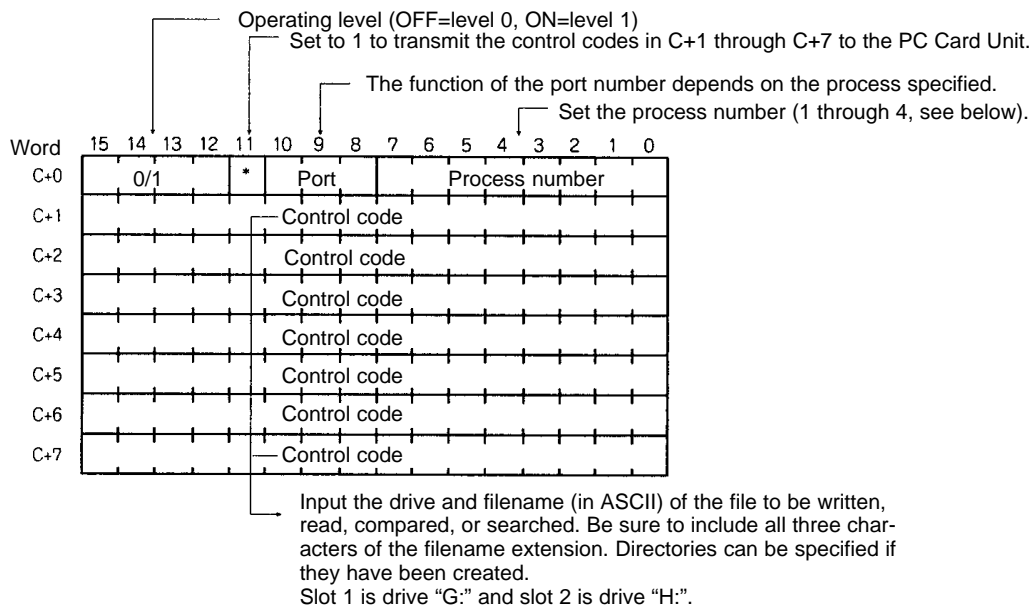 Operating level (OFF=level 0, ON=level 1)
Set to 1 to transmit the control codes in C+1 through C+7 to the PC Card Unit.
The function of the port number depends on the process specified.
Set the process number (1 through 4, see below).
Word 15 14 13 12 11 10 9 8 7 6 5 4 3 2 1 0
C+0 0/1 * Port Process number
C+1 Control code
C+2 Control code
C+3 Control code
C+4 Control code
C+5 Control code
C+6 Control code
C+7 Control code
Input the drive and filename (in ASCII) of the file to be written,
read, compared, or searched. Be sure to include all three char-
acters of the filename extension. Directories can be specified if
they have been created.
Slot 1 is drive “G:” and slot 2 is drive “H:”.